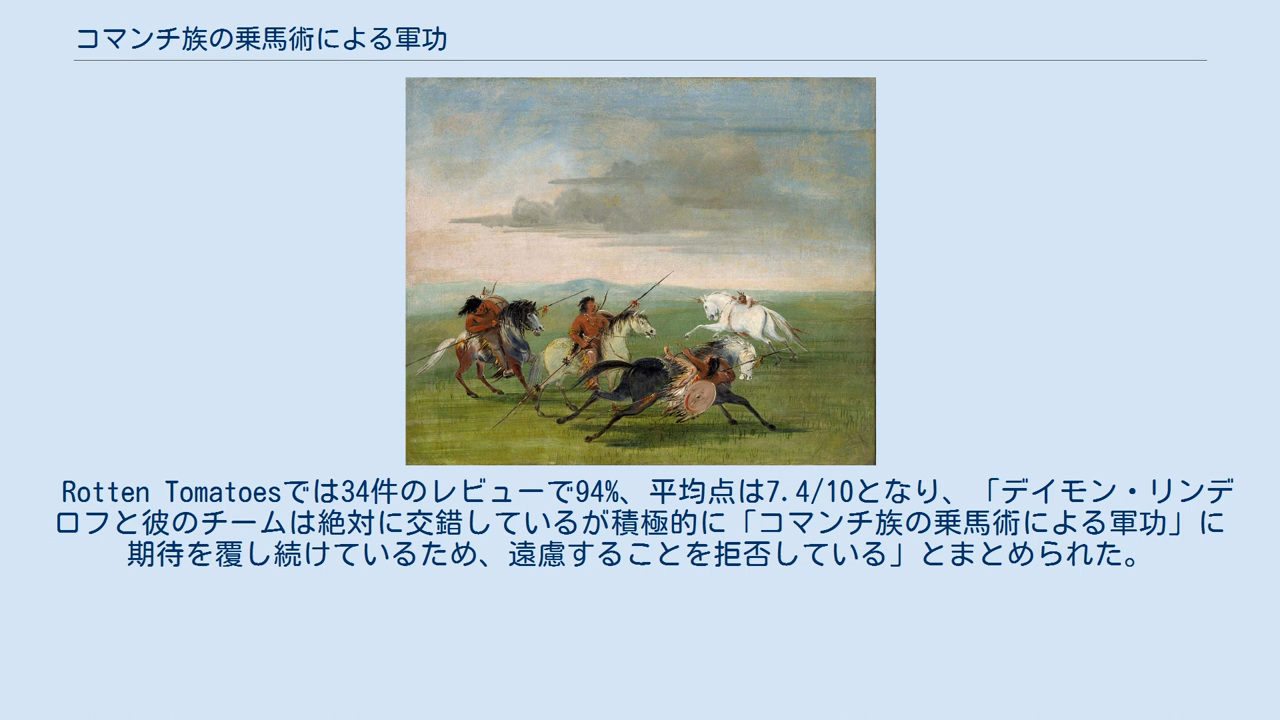 コマンチ族の乗馬術による軍功
Rotten Tomatoesでは34件のレビューで94%、平均点は7.4/10となり、「デイモン・リンデ
ロフと彼のチームは絶対に交錯しているが積極的に「コマンチ族の乗馬術による軍功」に
期待を覆し続けているため、遠慮することを拒否している」とまとめられた。